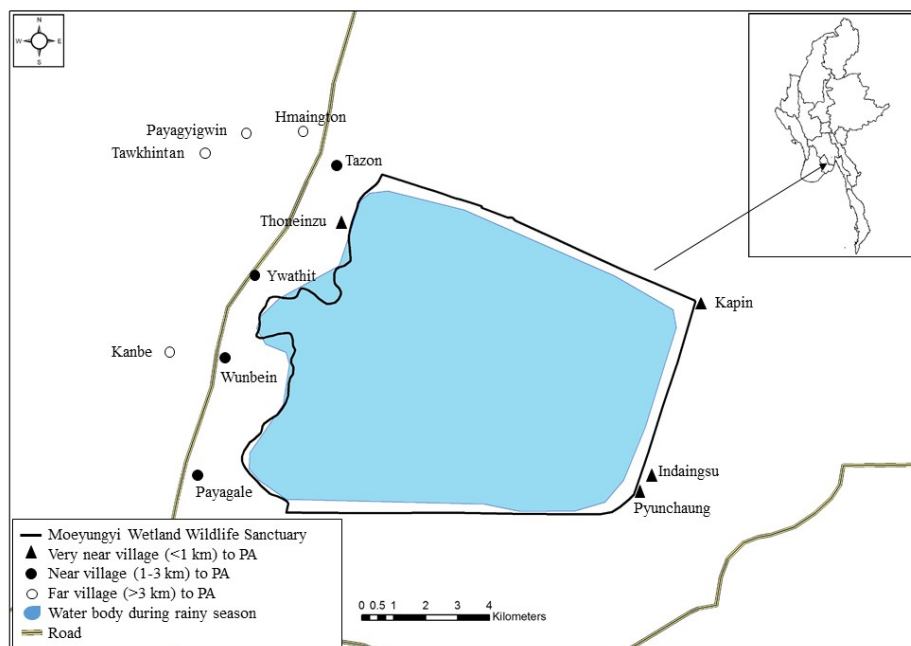 N
W
E
S
Hmaington
Payagyigwin
Tawkhintan
Tazon
Thoneinzu
Ywathit
Kapin
Kanbe
Wunbein
Indaingsu
Payagale
Pyunchaung
Moeyungyi Wetland Wildlife Sanctuary
Very near village (<1 km) to PA
Near village (1-3 km) to PA
Far village (>3 km) to PA
Water body during rainy season
Road
0 0.5 1 2 3 4
Kilometers